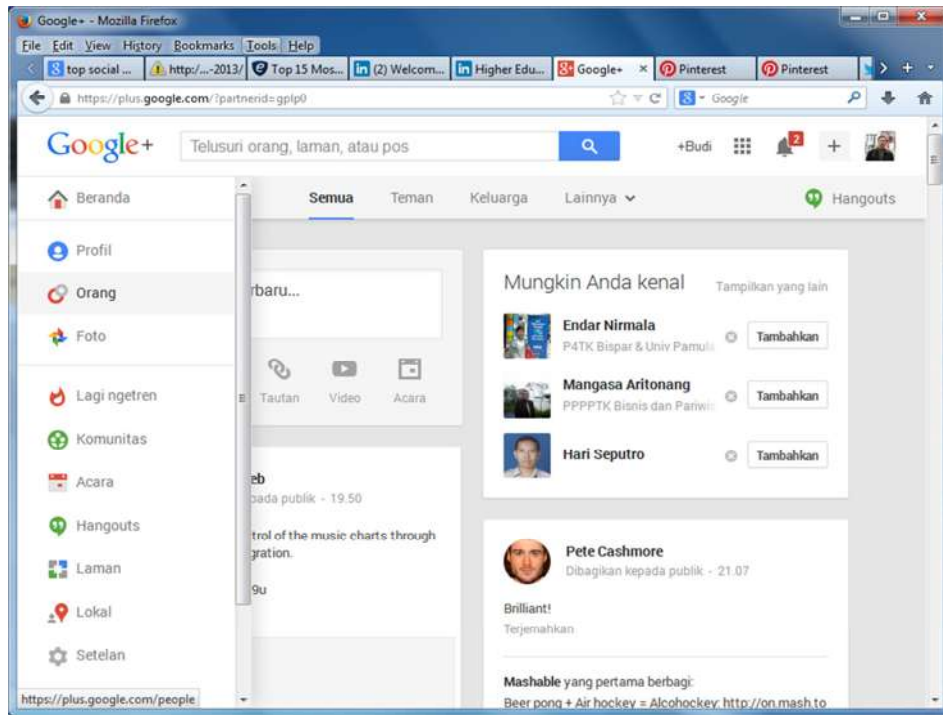 Google+ - Mozilla Firefox
File Edit View History Bookmarks Tools Help
top social ... http:/...-2013/ Top 15 Mos... (2) Welcom... Higher Edu... Google+ Pinterest Pinterest
https://plus.google.com/?partnerid=gplp0 Google
Google+ Telusuri orang, laman, atau pos +Budi 2
Semua Teman Keluarga Lainnya Hangouts
Beranda
Profil
Orang
Foto
Lagi ngetren
Komunitas
Acara
Hangouts
Laman
Lokal
Setelan
https://plus.google.com/people
rbaru...
Tautan Video Acara
eb
pada publik - 19.50
trol of the music charts through
gration.
9u
Mungkin Anda kenal Tampilkan yang lain
Endar Nirmala
P4TK Bispar & Univ Pamula
Tambahkan
Mangasa Aritonang
PPPPTK Bisnis dan Pariwis
Tambahkan
Hari Seputro
Tambahkan
Pete Cashmore
Dibagikan kepada publik - 21.07
Brilliant!
Terjemahkan
Mashable yang pertama berbagi:
Beer pong + Air hockey = Alcohockey: http://on.mash.to